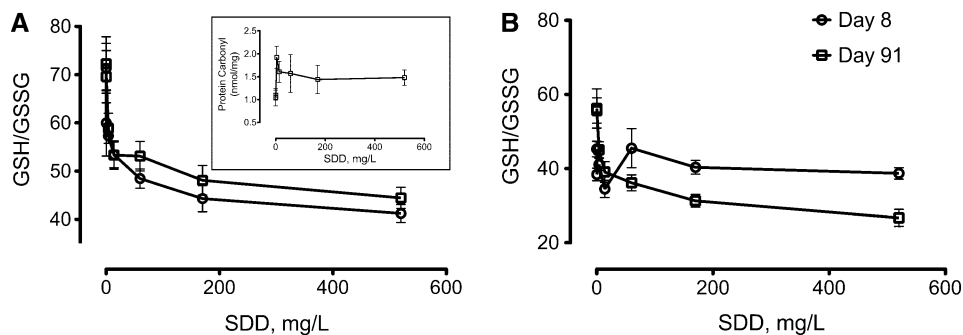 A
80
70
60
50
40
GSH/GSSG
0
200
400
600
SDD, mg/L
2.5
2.0
1.5
1.0
0.5
Protein Carbonyl
(nmol/mg)
0
200
400
600
SDD, mg/L
B
80
60
40
20
GSH/GSSG
0
200
400
600
SDD, mg/L
Day 8
Day 91